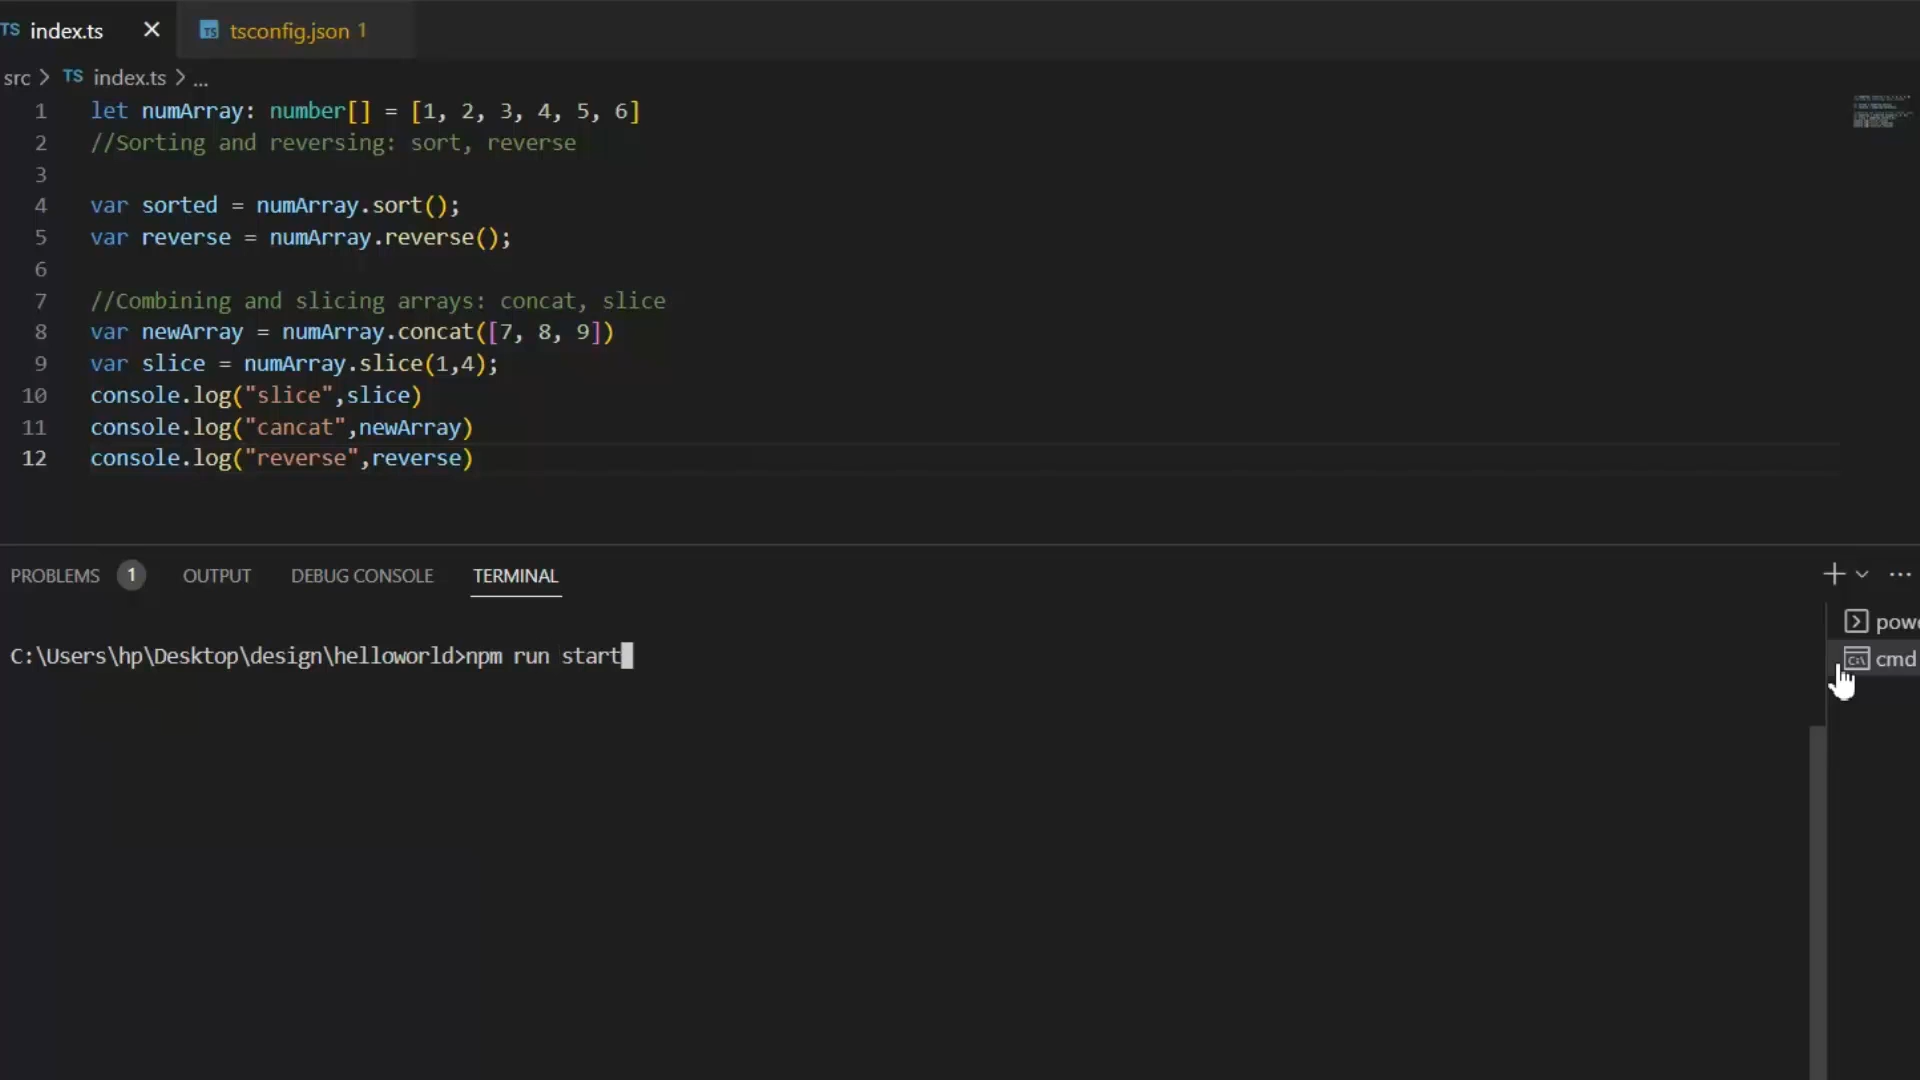 TS index.ts × TS tsconfig.json 1
src > TS index.ts > ...
1 let numArray: number[] = [1, 2, 3, 4, 5, 6]
2 //Sorting and reversing: sort, reverse
3
4 var sorted = numArray.sort();
5 var reverse = numArray.reverse();
6
7 //Combining and slicing arrays: concat, slice
8 var newArray = numArray.concat([7, 8, 9])
9 var slice = numArray.slice(1,4);
10 console.log("slice",slice)
11 console.log("cancat",newArray)
12 console.log("reverse",reverse)
PROBLEMS 1 OUTPUT DEBUG CONSOLE TERMINAL
powe
C:\Users\hp\Desktop\design\helloworld>npm run start
cmd